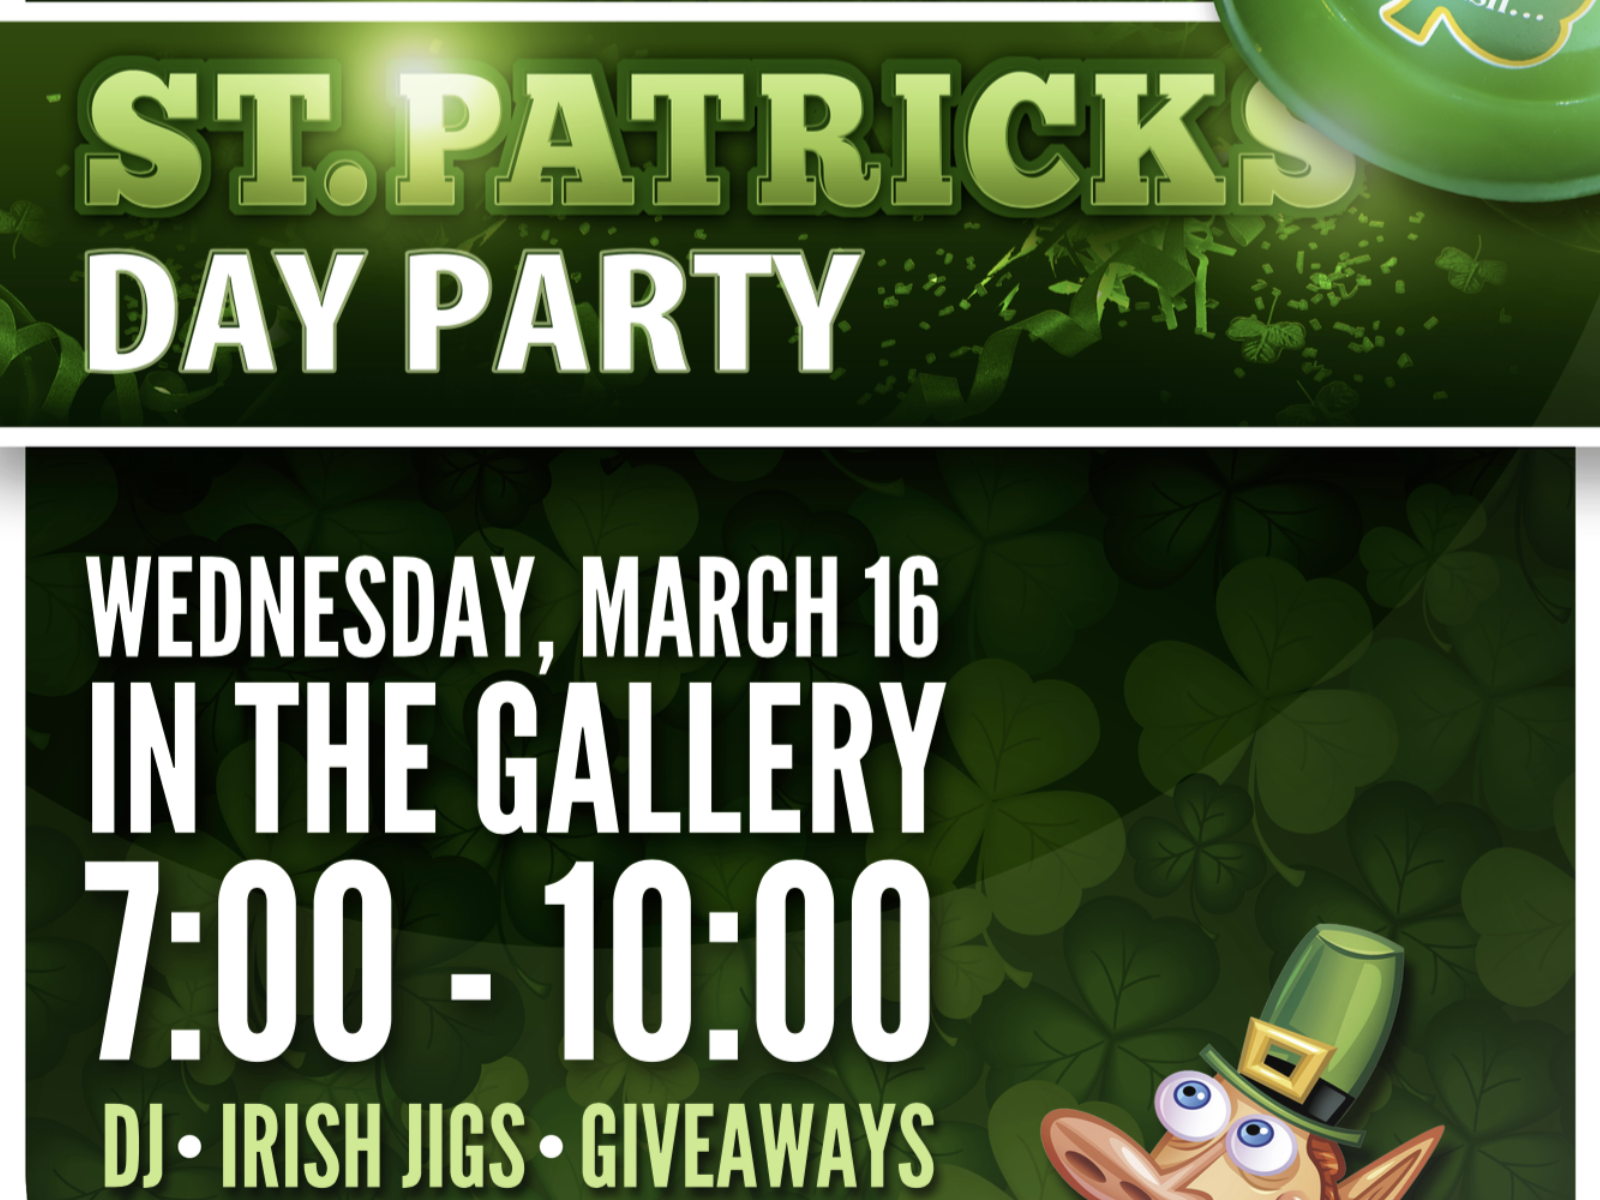 ST. PATRICKS
DAY PARTY
WEDNESDAY, MARCH 16
IN THE GALLERY
7:00 - 10:00
DJ • IRISH JIGS • GIVEAWAYS